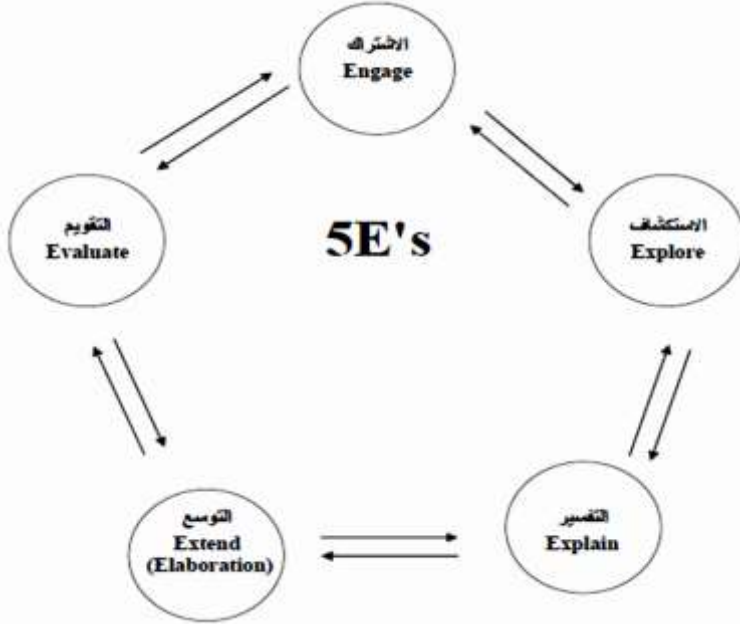 الاشتراك
Engage
الاستكشاف
Explore
التفسير
Explain
التوسع
Extend
(Elaboration)
التقويم
Evaluate
5E's